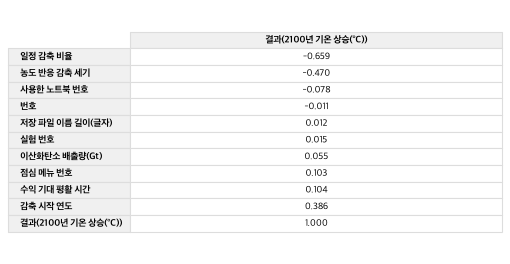 결과(2100년 기온 상승(℃))
일정 감축 비율 -0.659
농도 반응 감축 세기 -0.470
사용한 노트북 번호 -0.078
번호 -0.011
저장 파일 이름 길이(글자) 0.012
실험 번호 0.015
이산화탄소 배출량(Gt) 0.055
점심 메뉴 번호 0.103
수익 기대 평활 시간 0.104
감축 시작 연도 0.386
결과(2100년 기온 상승(℃)) 1.000